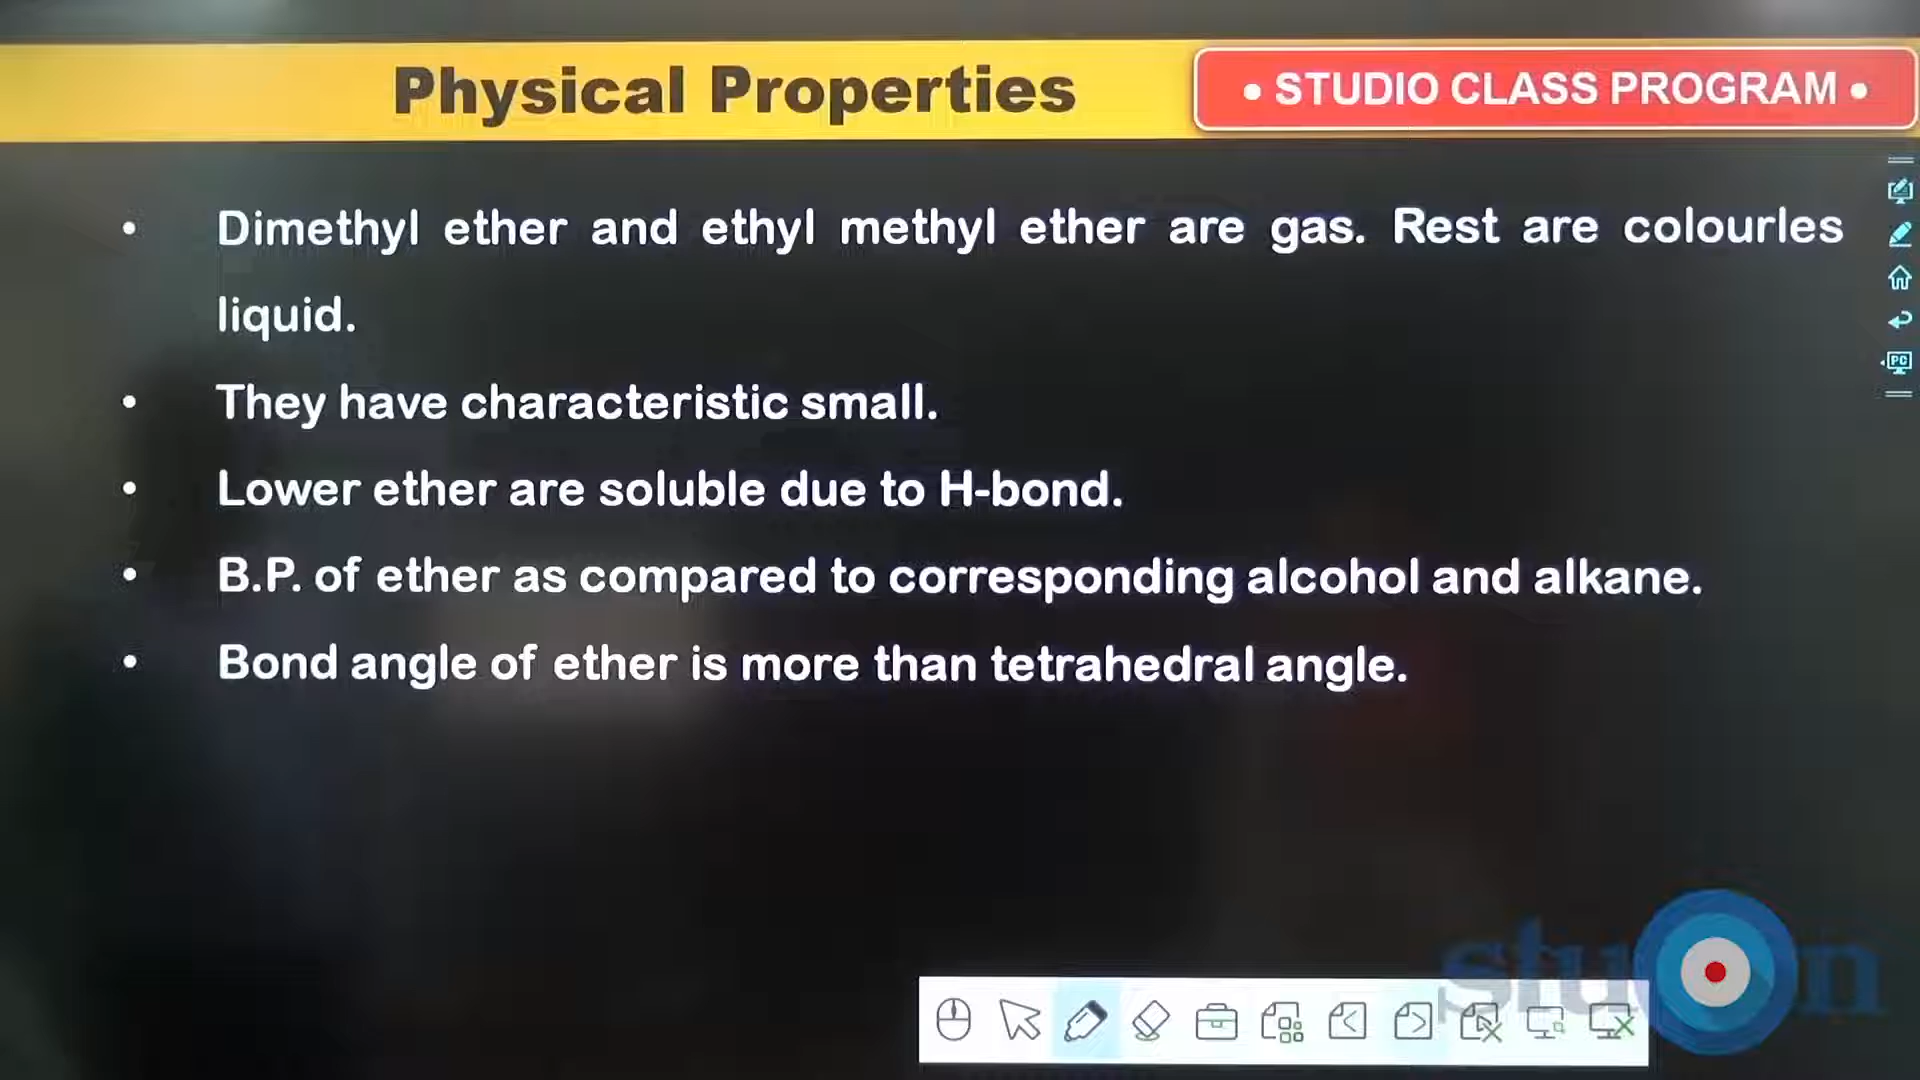 Physical Properties
• STUDIO CLASS PROGRAM •
• Dimethyl ether and ethyl methyl ether are gas. Rest are colourles
liquid.
• They have characteristic small.
• Lower ether are soluble due to H-bond.
• B.P. of ether as compared to corresponding alcohol and alkane.
• Bond angle of ether is more than tetrahedral angle.
PC